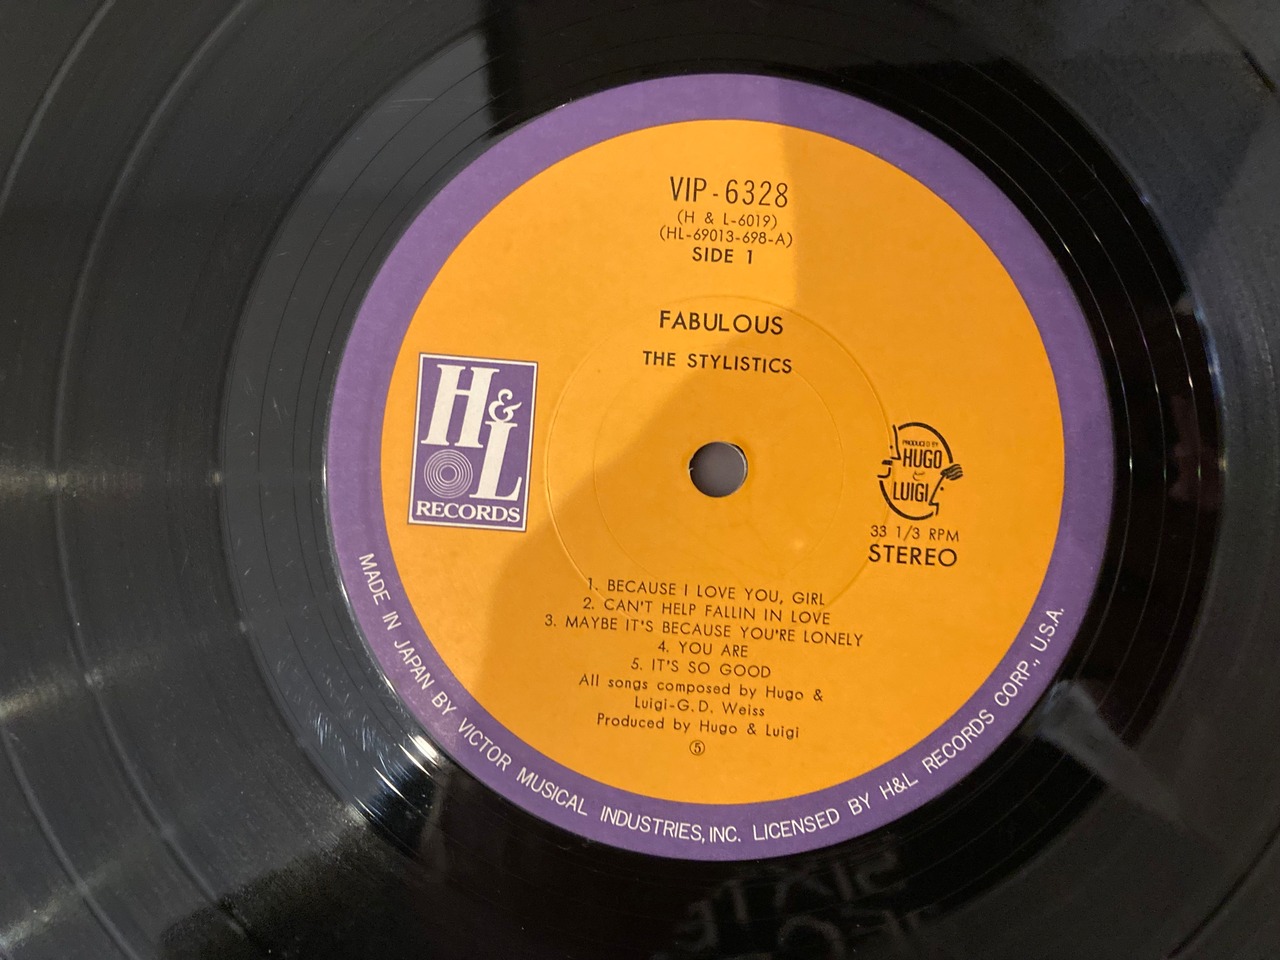 VIP-6328
(H & L-6019)
(HL-69013-698-A)
SIDE 1
FABULOUS
THE STYLISTICS
H&L
RECORDS
PRODUCED BY
HUGO
&
LUIGI
33 1/3 RPM
STEREO
1. BECAUSE I LOVE YOU, GIRL
2. CAN'T HELP FALLIN IN LOVE
3. MAYBE IT'S BECAUSE YOU'RE LONELY
4. YOU ARE
5. IT'S SO GOOD
All songs composed by Hugo &
Luigi-G.D. Weiss
Produced by Hugo & Luigi
⑤
MADE IN JAPAN BY VICTOR MUSICAL INDUSTRIES, INC. LICENSED BY H&L RECORDS CORP., U.S.A.